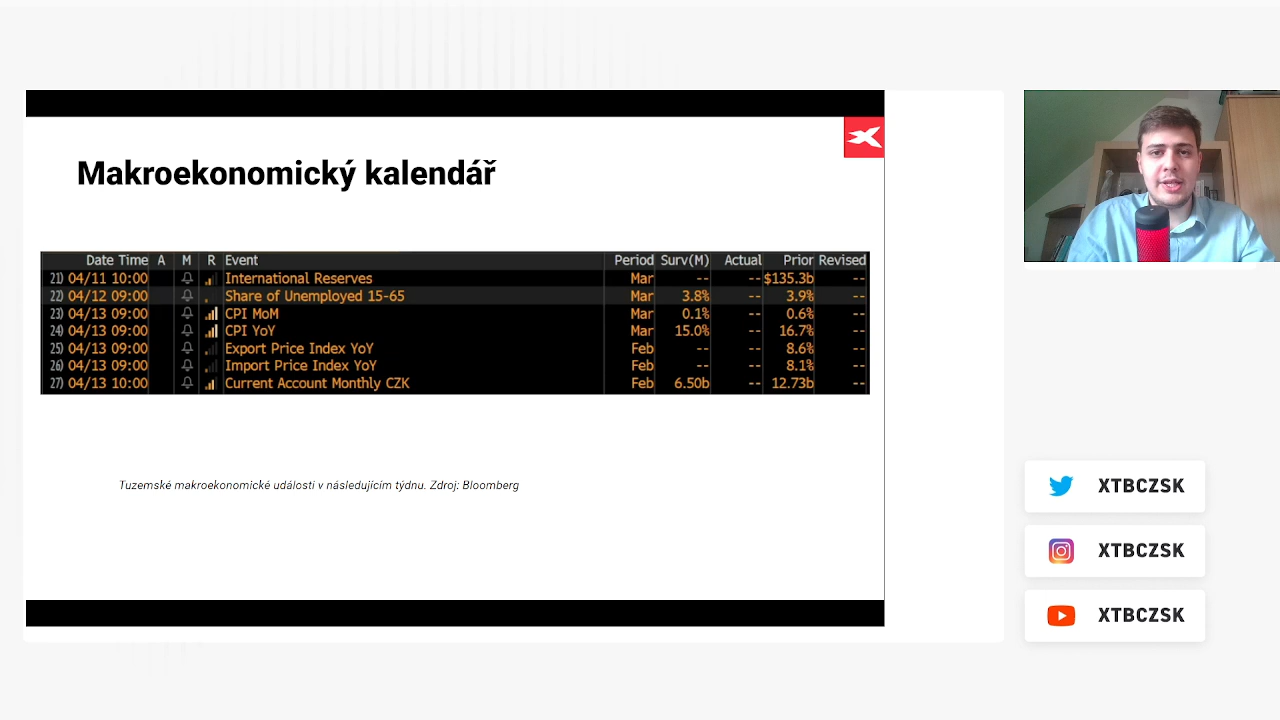 Makroekonomický kalendář
Date Time A M R Event Period Surv(M) Actual Prior Revised
21) 04/11 10:00 International Reserves Mar -- -- $135.3b --
22) 04/12 09:00 Share of Unemployed 15-65 Mar 3.8% -- 3.9% --
23) 04/13 09:00 CPI MoM Mar 0.1% -- 0.6% --
24) 04/13 09:00 CPI YoY Mar 15.0% -- 16.7% --
25) 04/13 09:00 Export Price Index YoY Feb -- -- 8.6% --
26) 04/13 09:00 Import Price Index YoY Feb -- -- 8.1% --
27) 04/13 10:00 Current Account Monthly CZK Feb 6.50b -- 12.73b --
Tuzemské makroekonomické události v následujícím týdnu. Zdroj: Bloomberg
XTBCZSK
XTBCZSK
XTBCZSK